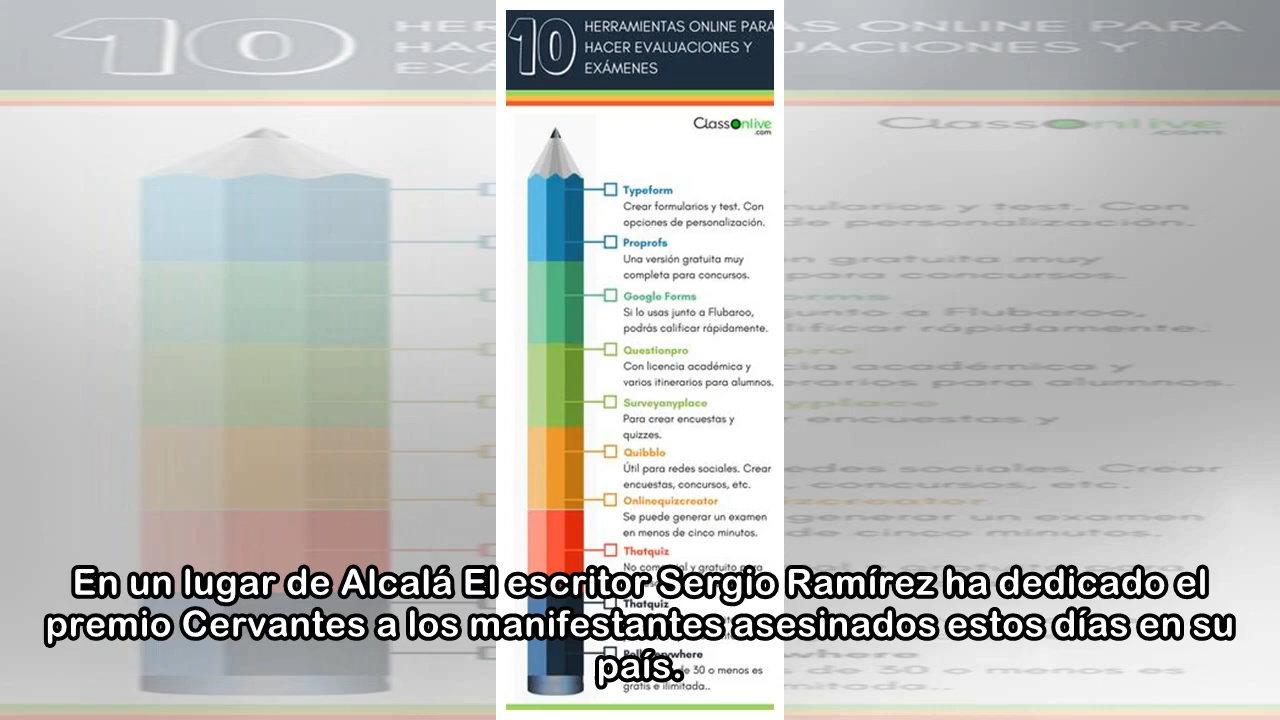 10
HERRAMIENTAS ONLINE PARA
HACER EVALUACIONES Y
EXÁMENES
ClassOnlive
.com
Typeform
Crear formularios y test. Con
opciones de personalización.
Proprofs
Una versión gratuita muy
completa para concursos.
Google Forms
Si lo usas junto a Flubaroo,
podrás calificar rápidamente.
Questionpro
Con licencia académica y
varios itinerarios para alumnos.
Surveyanyplace
Para crear encuestas y
quizzes.
Quibblo
Útil para redes sociales. Crear
encuestas, concursos, etc.
Onlinequizcreator
Se puede generar un examen
en menos de cinco minutos.
Thatquiz
No y gratuito para
Thatquiz
de 30 o menos es
gratis e ilimitada..
En un lugar de Alcalá El escritor Sergio Ramírez ha dedicado el
premio Cervantes a los manifestantes asesinados estos días en su
país.